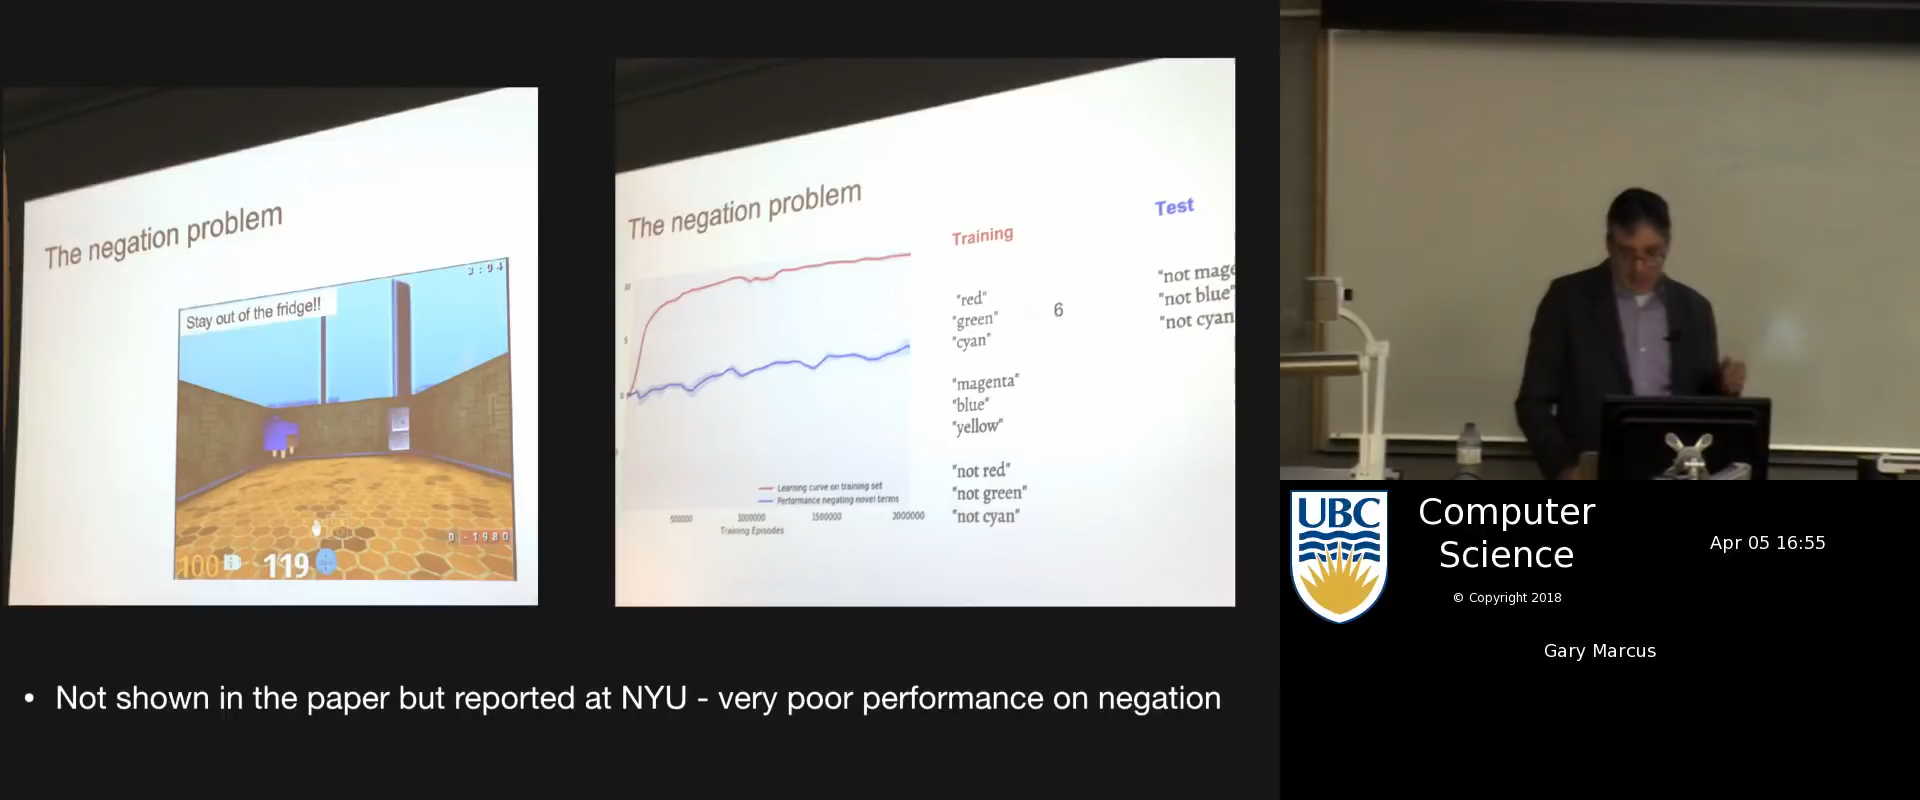 The negation problem
Stay out of the fridge!!
3:04
100
119
The negation problem
Training
Test
"red"
"green"
"cyan"
6
"not mage
"not blue"
"not cyan
"magenta"
"blue"
"yellow"
"not red"
"not green"
"not cyan"
Learning curve on training set
Performance negating novel terms
500000 1000000 1500000 2000000
Training Episodes
• Not shown in the paper but reported at NYU - very poor performance on negation
UBC
Computer
Science
Apr 05 16:55
© Copyright 2018
Gary Marcus